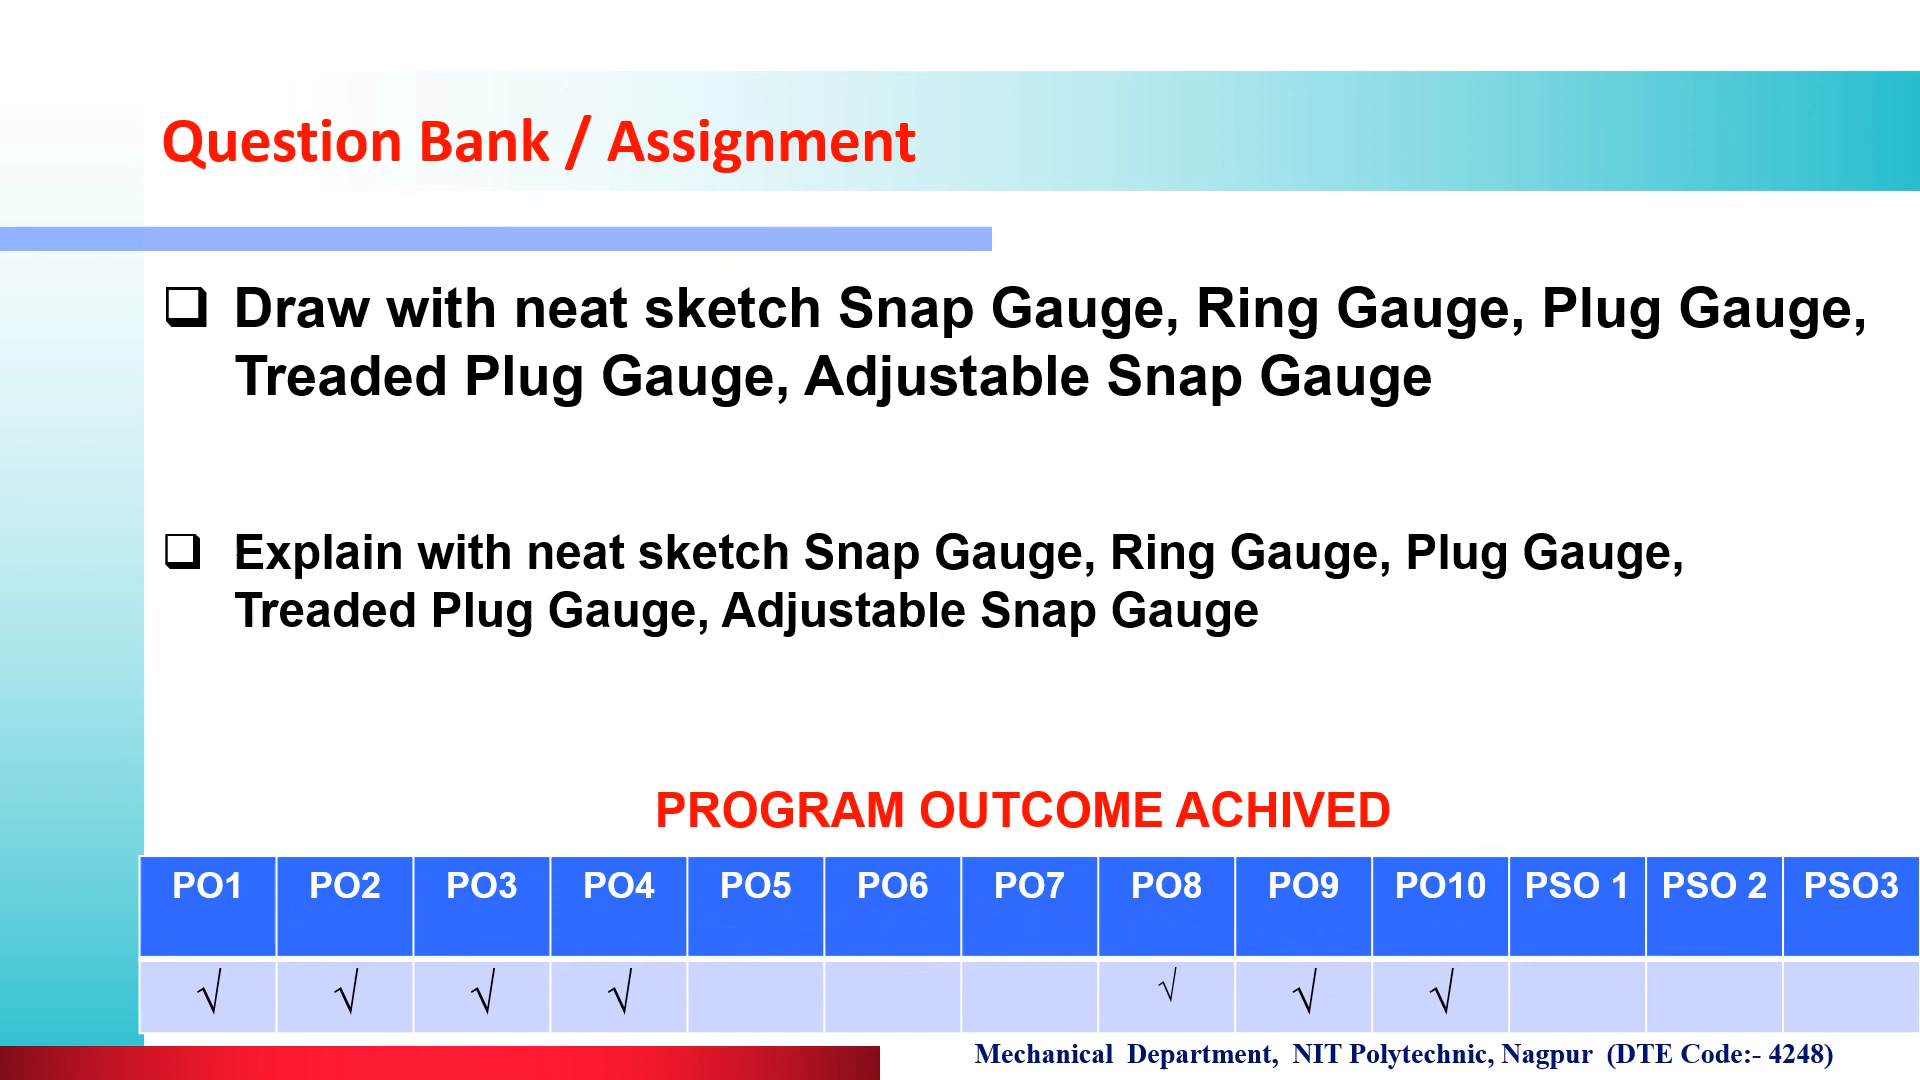 Question Bank / Assignment
❑ Draw with neat sketch Snap Gauge, Ring Gauge, Plug Gauge,
Treaded Plug Gauge, Adjustable Snap Gauge
❑ Explain with neat sketch Snap Gauge, Ring Gauge, Plug Gauge,
Treaded Plug Gauge, Adjustable Snap Gauge
PROGRAM OUTCOME ACHIVED
PO1 PO2 PO3 PO4 PO5 PO6 PO7 PO8 PO9 PO10 PSO 1 PSO 2 PSO3
√ √ √ √ √ √ √
Mechanical Department, NIT Polytechnic, Nagpur (DTE Code:- 4248)